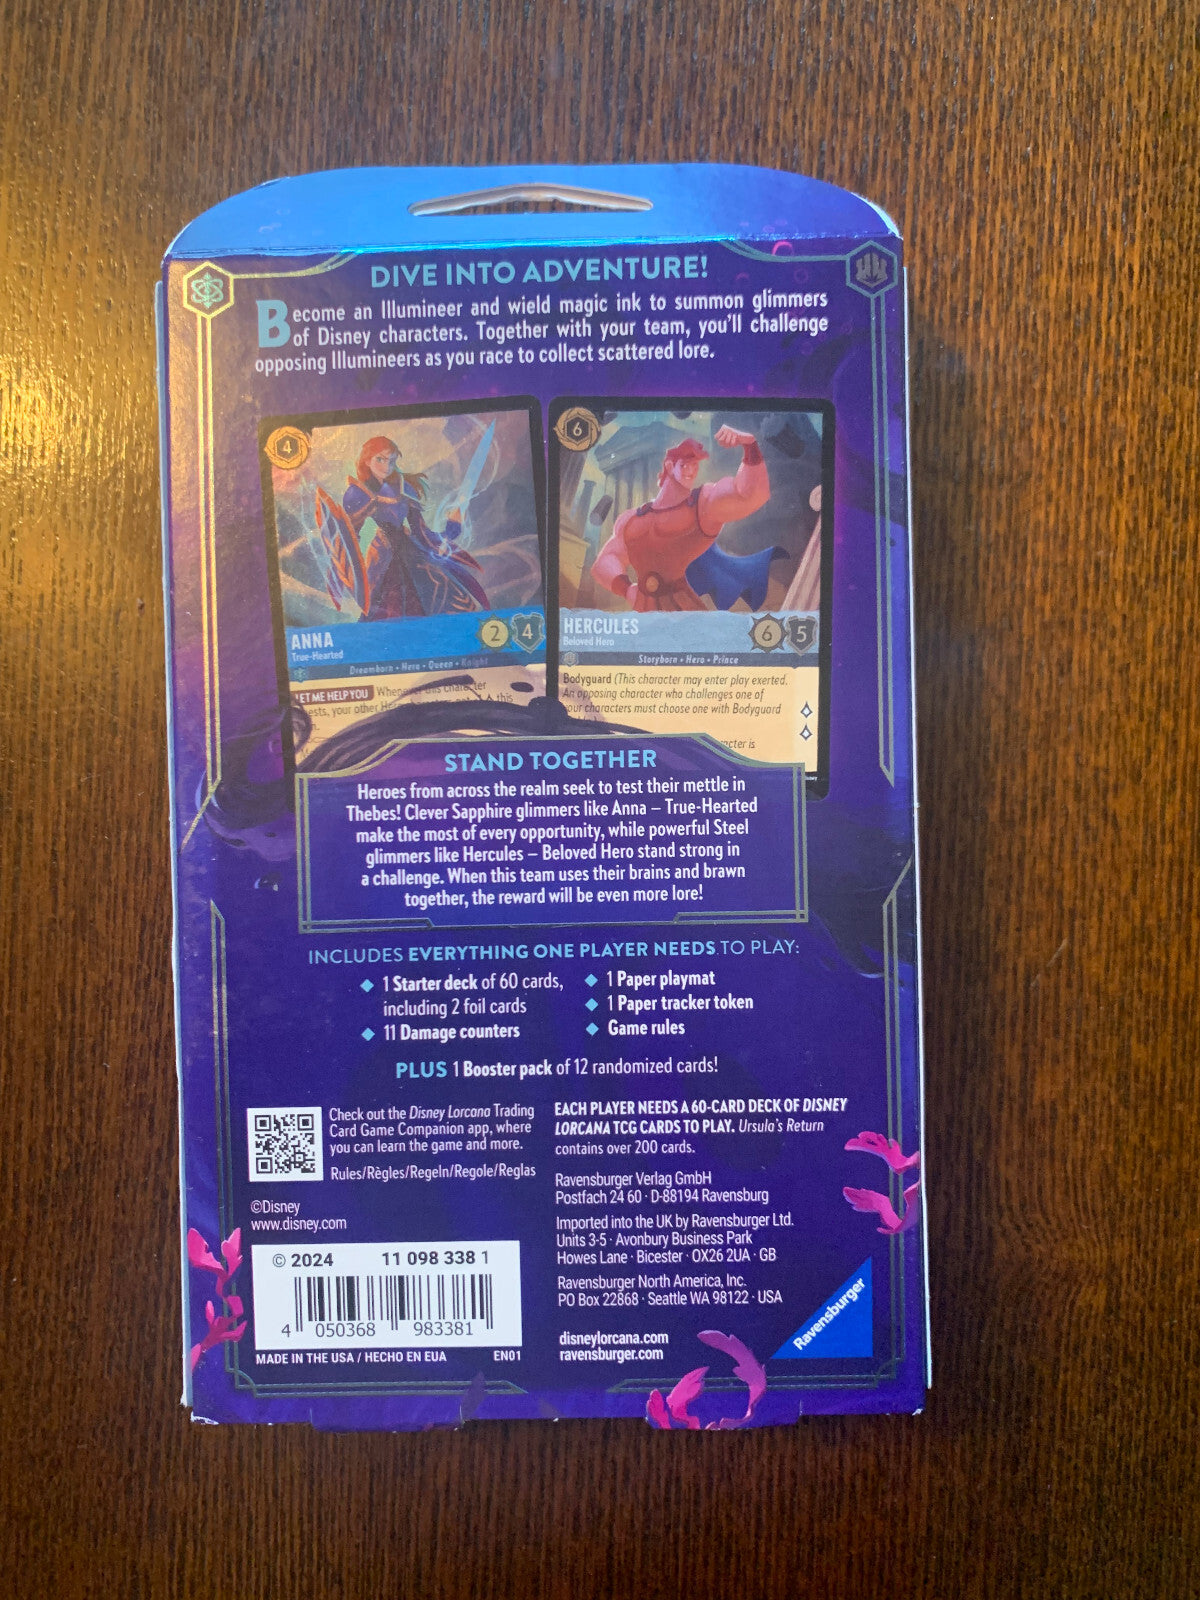 DIVE INTO ADVENTURE!
Become an Illumineer and wield magic ink to summon glimmers
of Disney characters. Together with your team, you'll challenge
opposing Illumineers as you race to collect scattered lore.
4
ANNA
True-Hearted
2 4
Dreamborn • Hero • Queen • Knight
LET ME HELP YOU Whenever this character
quests, your other
6
HERCULES
Beloved Hero
6 5
Storyborn • Hero • Prince
Bodyguard (This character may enter play exerted.
An opposing character who challenges one of
your characters must choose one with Bodyguard
STAND TOGETHER
Heroes from across the realm seek to test their mettle in
Thebes! Clever Sapphire glimmers like Anna – True-Hearted
make the most of every opportunity, while powerful Steel
glimmers like Hercules – Beloved Hero stand strong in
a challenge. When this team uses their brains and brawn
together, the reward will be even more lore!
INCLUDES EVERYTHING ONE PLAYER NEEDS TO PLAY:
◆ 1 Starter deck of 60 cards,
including 2 foil cards
◆ 11 Damage counters
◆ 1 Paper playmat
◆ 1 Paper tracker token
◆ Game rules
PLUS 1 Booster pack of 12 randomized cards!
Check out the Disney Lorcana Trading
Card Game Companion app, where
you can learn the game and more.
Rules/Règles/Regeln/Regole/Reglas
©Disney
www.disney.com
© 2024 11 098 338 1
4 050368 983381
MADE IN THE USA / HECHO EN EUA EN01
EACH PLAYER NEEDS A 60-CARD DECK OF DISNEY
LORCANA TCG CARDS TO PLAY. Ursula's Return
contains over 200 cards.
Ravensburger Verlag GmbH
Postfach 24 60 · D-88194 Ravensburg
Imported into the UK by Ravensburger Ltd.
Units 3-5 · Avonbury Business Park
Howes Lane · Bicester · OX26 2UA · GB
Ravensburger North America, Inc.
PO Box 22868 · Seattle WA 98122 · USA
disneylorcana.com
ravensburger.com
Ravensburger